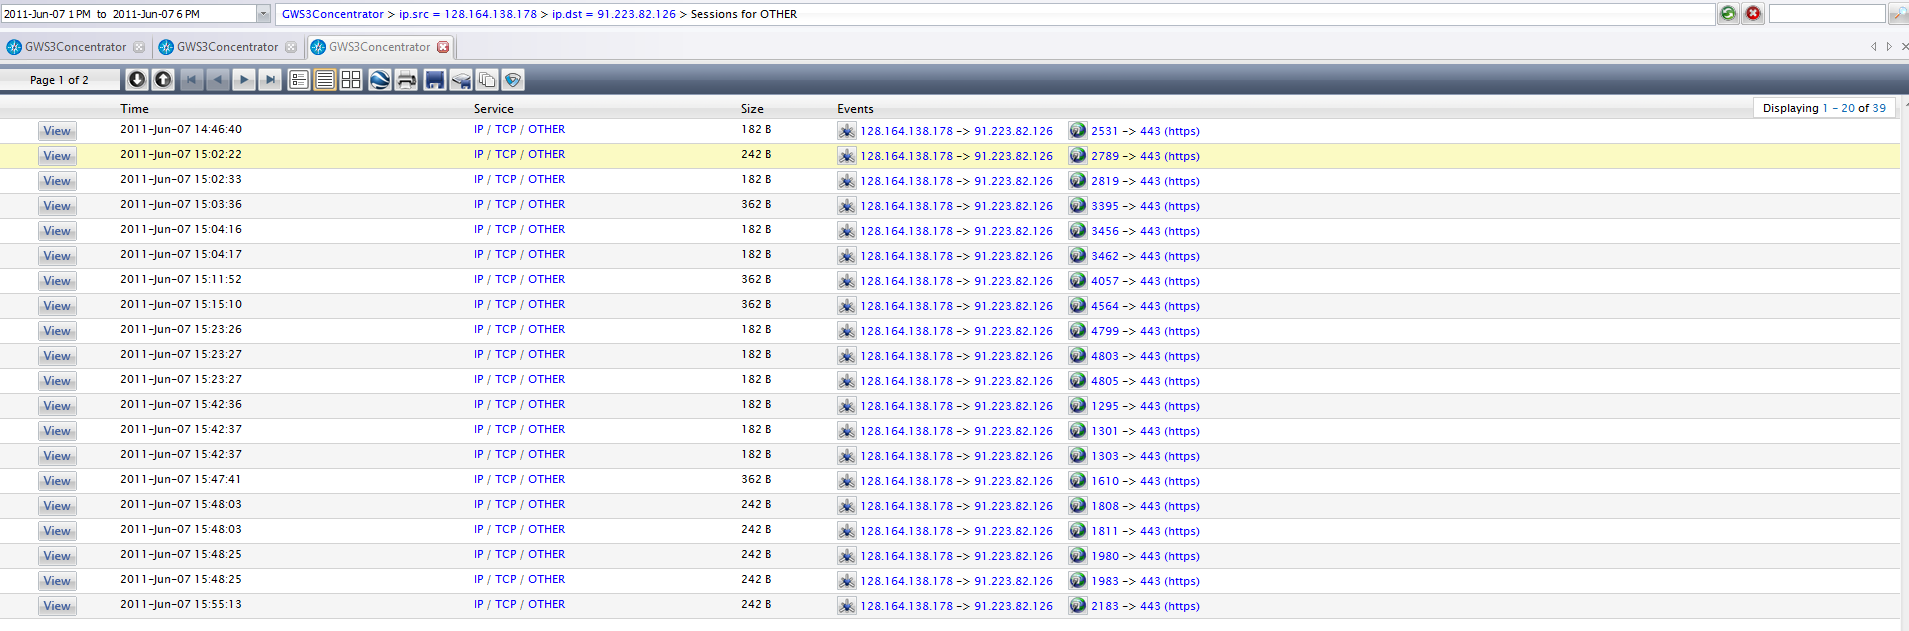 2011-Jun-07 1 PM to 2011-Jun-07 6 PM GWS3Concentrator > ip.src = 128.164.138.178 > ip.dst = 91.223.82.126 > Sessions for OTHER
GWS3Concentrator GWS3Concentrator GWS3Concentrator
Page 1 of 2
Time Service Size Events Displaying 1 - 20 of 39
View 2011-Jun-07 14:46:40 IP / TCP / OTHER 182 B 128.164.138.178 -> 91.223.82.126 2531 -> 443 (https)
View 2011-Jun-07 15:02:22 IP / TCP / OTHER 242 B 128.164.138.178 -> 91.223.82.126 2789 -> 443 (https)
View 2011-Jun-07 15:02:33 IP / TCP / OTHER 182 B 128.164.138.178 -> 91.223.82.126 2819 -> 443 (https)
View 2011-Jun-07 15:03:36 IP / TCP / OTHER 362 B 128.164.138.178 -> 91.223.82.126 3395 -> 443 (https)
View 2011-Jun-07 15:04:16 IP / TCP / OTHER 182 B 128.164.138.178 -> 91.223.82.126 3456 -> 443 (https)
View 2011-Jun-07 15:04:17 IP / TCP / OTHER 182 B 128.164.138.178 -> 91.223.82.126 3462 -> 443 (https)
View 2011-Jun-07 15:11:52 IP / TCP / OTHER 362 B 128.164.138.178 -> 91.223.82.126 4057 -> 443 (https)
View 2011-Jun-07 15:15:10 IP / TCP / OTHER 362 B 128.164.138.178 -> 91.223.82.126 4564 -> 443 (https)
View 2011-Jun-07 15:23:26 IP / TCP / OTHER 182 B 128.164.138.178 -> 91.223.82.126 4799 -> 443 (https)
View 2011-Jun-07 15:23:27 IP / TCP / OTHER 182 B 128.164.138.178 -> 91.223.82.126 4803 -> 443 (https)
View 2011-Jun-07 15:23:27 IP / TCP / OTHER 182 B 128.164.138.178 -> 91.223.82.126 4805 -> 443 (https)
View 2011-Jun-07 15:42:36 IP / TCP / OTHER 182 B 128.164.138.178 -> 91.223.82.126 1295 -> 443 (https)
View 2011-Jun-07 15:42:37 IP / TCP / OTHER 182 B 128.164.138.178 -> 91.223.82.126 1301 -> 443 (https)
View 2011-Jun-07 15:42:37 IP / TCP / OTHER 182 B 128.164.138.178 -> 91.223.82.126 1303 -> 443 (https)
View 2011-Jun-07 15:47:41 IP / TCP / OTHER 362 B 128.164.138.178 -> 91.223.82.126 1610 -> 443 (https)
View 2011-Jun-07 15:48:03 IP / TCP / OTHER 242 B 128.164.138.178 -> 91.223.82.126 1808 -> 443 (https)
View 2011-Jun-07 15:48:03 IP / TCP / OTHER 242 B 128.164.138.178 -> 91.223.82.126 1811 -> 443 (https)
View 2011-Jun-07 15:48:25 IP / TCP / OTHER 242 B 128.164.138.178 -> 91.223.82.126 1980 -> 443 (https)
View 2011-Jun-07 15:48:25 IP / TCP / OTHER 242 B 128.164.138.178 -> 91.223.82.126 1983 -> 443 (https)
View 2011-Jun-07 15:55:13 IP / TCP / OTHER 242 B 128.164.138.178 -> 91.223.82.126 2183 -> 443 (https)